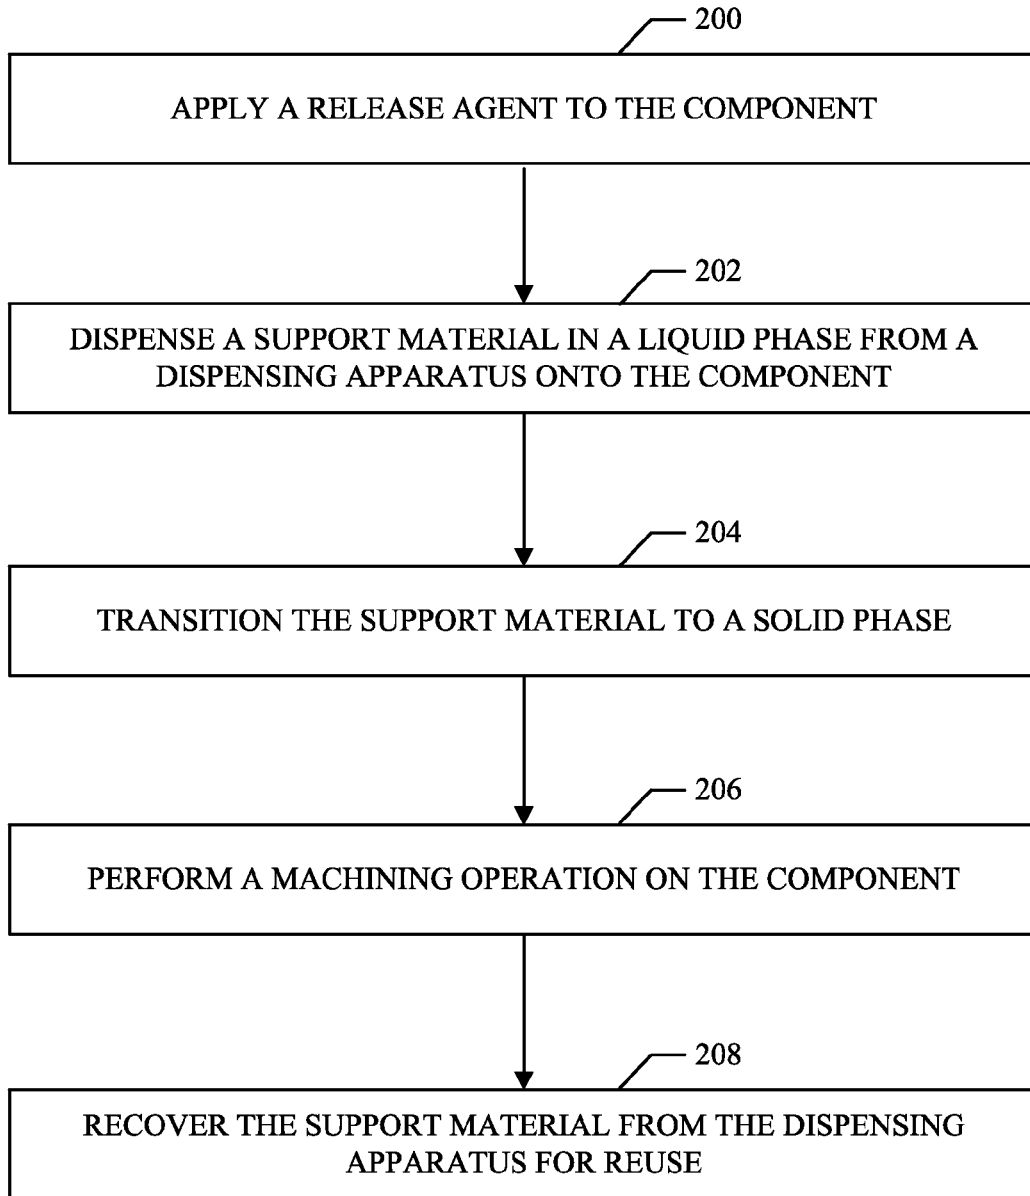 200
APPLY A RELEASE AGENT TO THE COMPONENT
202
DISPENSE A SUPPORT MATERIAL IN A LIQUID PHASE FROM A
DISPENSING APPARATUS ONTO THE COMPONENT
204
TRANSITION THE SUPPORT MATERIAL TO A SOLID PHASE
206
PERFORM A MACHINING OPERATION ON THE COMPONENT
208
RECOVER THE SUPPORT MATERIAL FROM THE DISPENSING
APPARATUS FOR REUSE